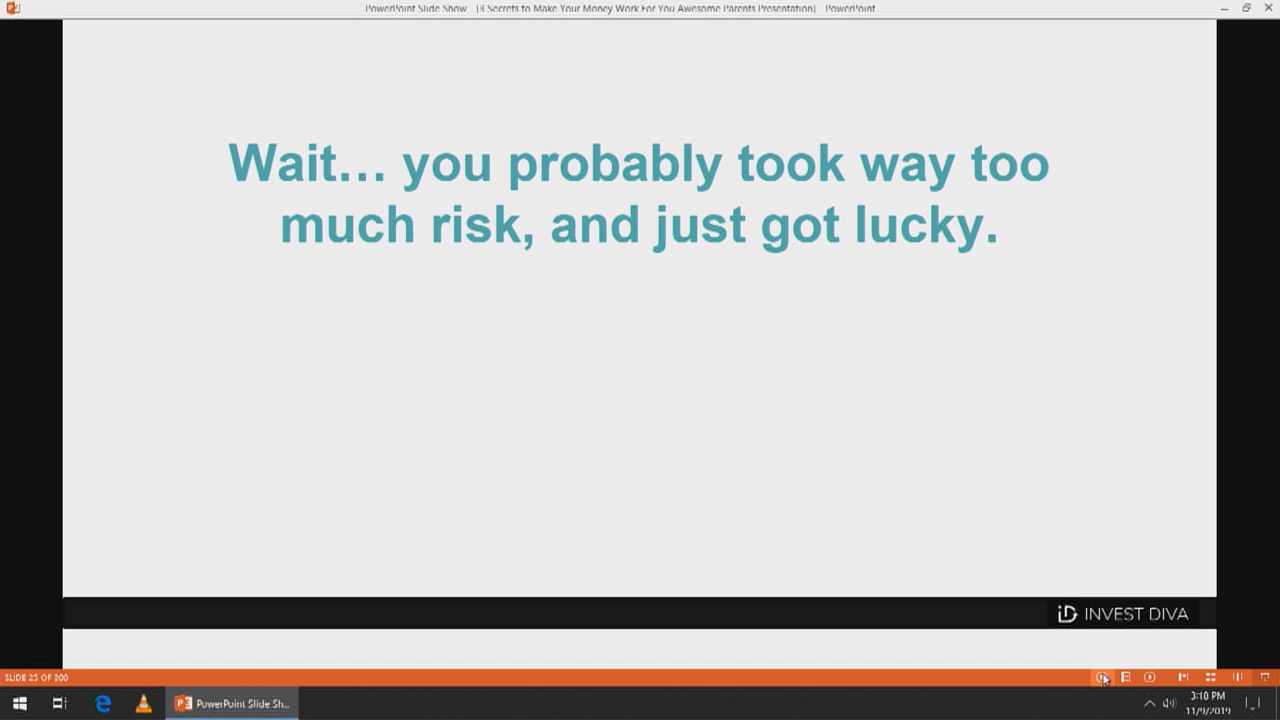 PowerPoint Slide Show - [3 Secrets to Make Your Money Work For You Awesome Parents Presentation] - PowerPoint
Wait... you probably took way too
much risk, and just got lucky.
iD INVEST DIVA
SLIDE 23 OF 300
PowerPoint Slide Sh...
3:10 PM
11/9/2019